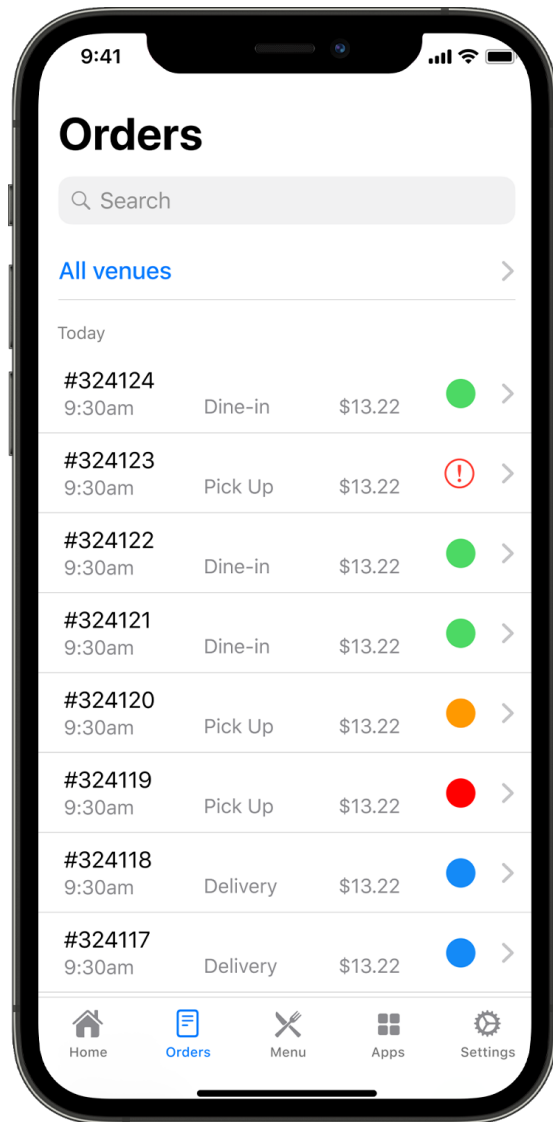 9:41
Orders
Search
All venues
Today
#324124
9:30am Dine-in $13.22
#324123
9:30am Pick Up $13.22
#324122
9:30am Dine-in $13.22
#324121
9:30am Dine-in $13.22
#324120
9:30am Pick Up $13.22
#324119
9:30am Pick Up $13.22
#324118
9:30am Delivery $13.22
#324117
9:30am Delivery $13.22
Home Orders Menu Apps Settings